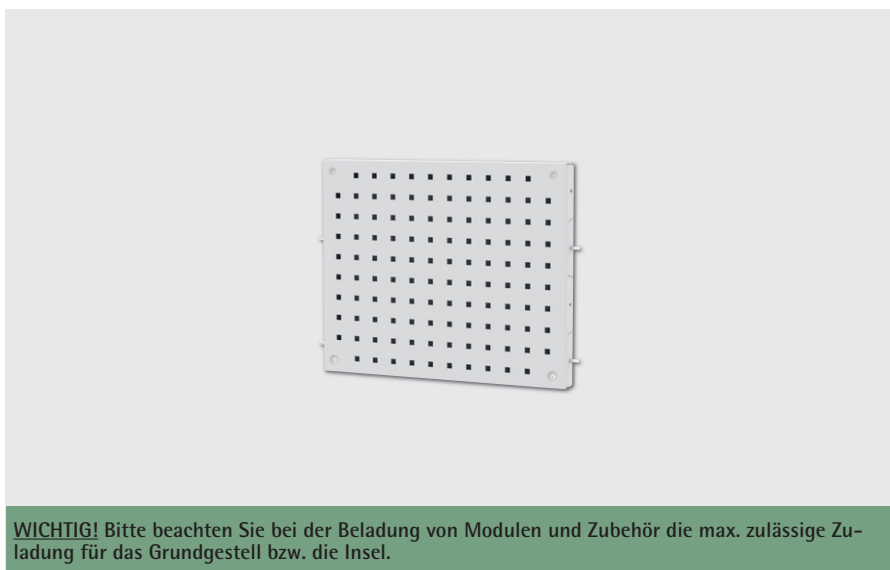 WICHTIG! Bitte beachten Sie bei der Beladung von Modulen und Zubehör die max. zulässige Zu-
ladung für das Grundgestell bzw. die Insel.